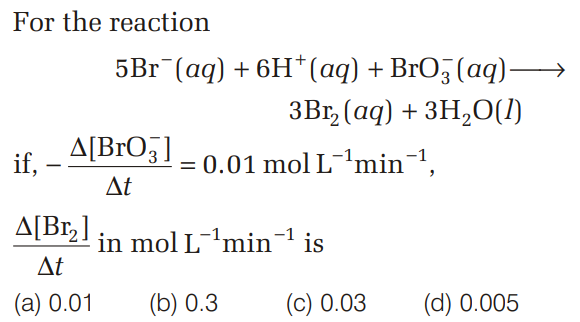 For the reaction
5Br⁻(aq) + 6H⁺(aq) + BrO₃⁻(aq) ⟶
3Br₂(aq) + 3H₂O(l)
if, − Δ[BrO₃⁻]/Δt = 0.01 mol L⁻¹min⁻¹,
Δ[Br₂]/Δt in mol L⁻¹min⁻¹ is
(a) 0.01 (b) 0.3 (c) 0.03 (d) 0.005